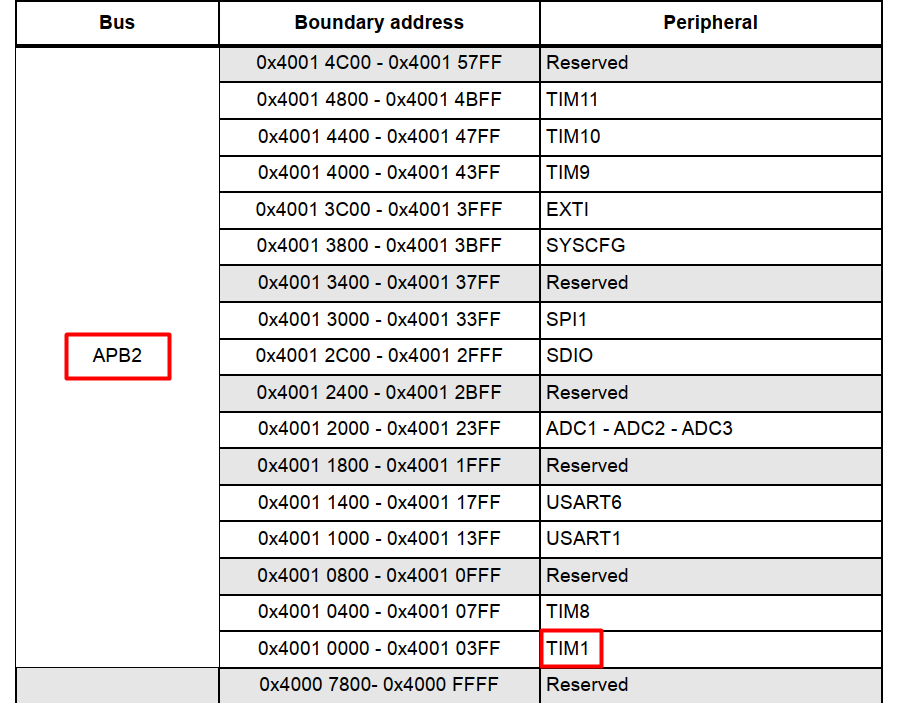 Bus Boundary address Peripheral
0x4001 4C00 - 0x4001 57FF Reserved
0x4001 4800 - 0x4001 4BFF TIM11
0x4001 4400 - 0x4001 47FF TIM10
0x4001 4000 - 0x4001 43FF TIM9
0x4001 3C00 - 0x4001 3FFF EXTI
0x4001 3800 - 0x4001 3BFF SYSCFG
0x4001 3400 - 0x4001 37FF Reserved
0x4001 3000 - 0x4001 33FF SPI1
APB2 0x4001 2C00 - 0x4001 2FFF SDIO
0x4001 2400 - 0x4001 2BFF Reserved
0x4001 2000 - 0x4001 23FF ADC1 - ADC2 - ADC3
0x4001 1800 - 0x4001 1FFF Reserved
0x4001 1400 - 0x4001 17FF USART6
0x4001 1000 - 0x4001 13FF USART1
0x4001 0800 - 0x4001 0FFF Reserved
0x4001 0400 - 0x4001 07FF TIM8
0x4001 0000 - 0x4001 03FF TIM1
0x4000 7800- 0x4000 FFFF Reserved